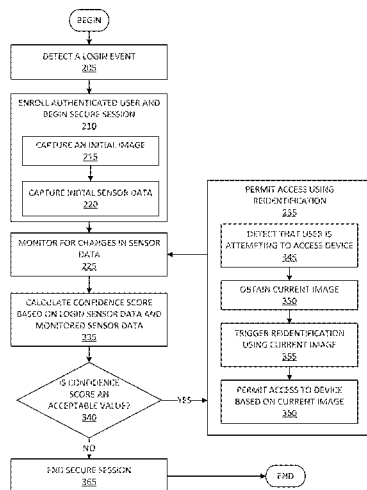 BEGIN
DETECT A LOGIN EVENT
205
ENROLL AUTHENTICATED USER AND
BEGIN SECURE SESSION
210
CAPTURE AN INITIAL IMAGE
215
CAPTURE INITIAL SENSOR DATA
220
MONITOR FOR CHANGES IN SENSOR
DATA
225
CALCULATE CONFIDENCE SCORE
BASED ON LOGIN SENSOR DATA AND
MONITORED SENSOR DATA
335
IS CONFIDENCE
SCORE AN
ACCEPTABLE VALUE?
340
YES
NO
END SECURE SESSION
365
END
PERMIT ACCESS USING
REIDENTIFICATION
DETECT THAT USER IS
ATTEMPTING TO ACCESS DEVICE
345
OBTAIN CURRENT IMAGE
350
TRIGGER REIDENTIFICATION
USING CURRENT IMAGE
355
PERMIT ACCESS TO DEVICE
BASED ON CURRENT IMAGE